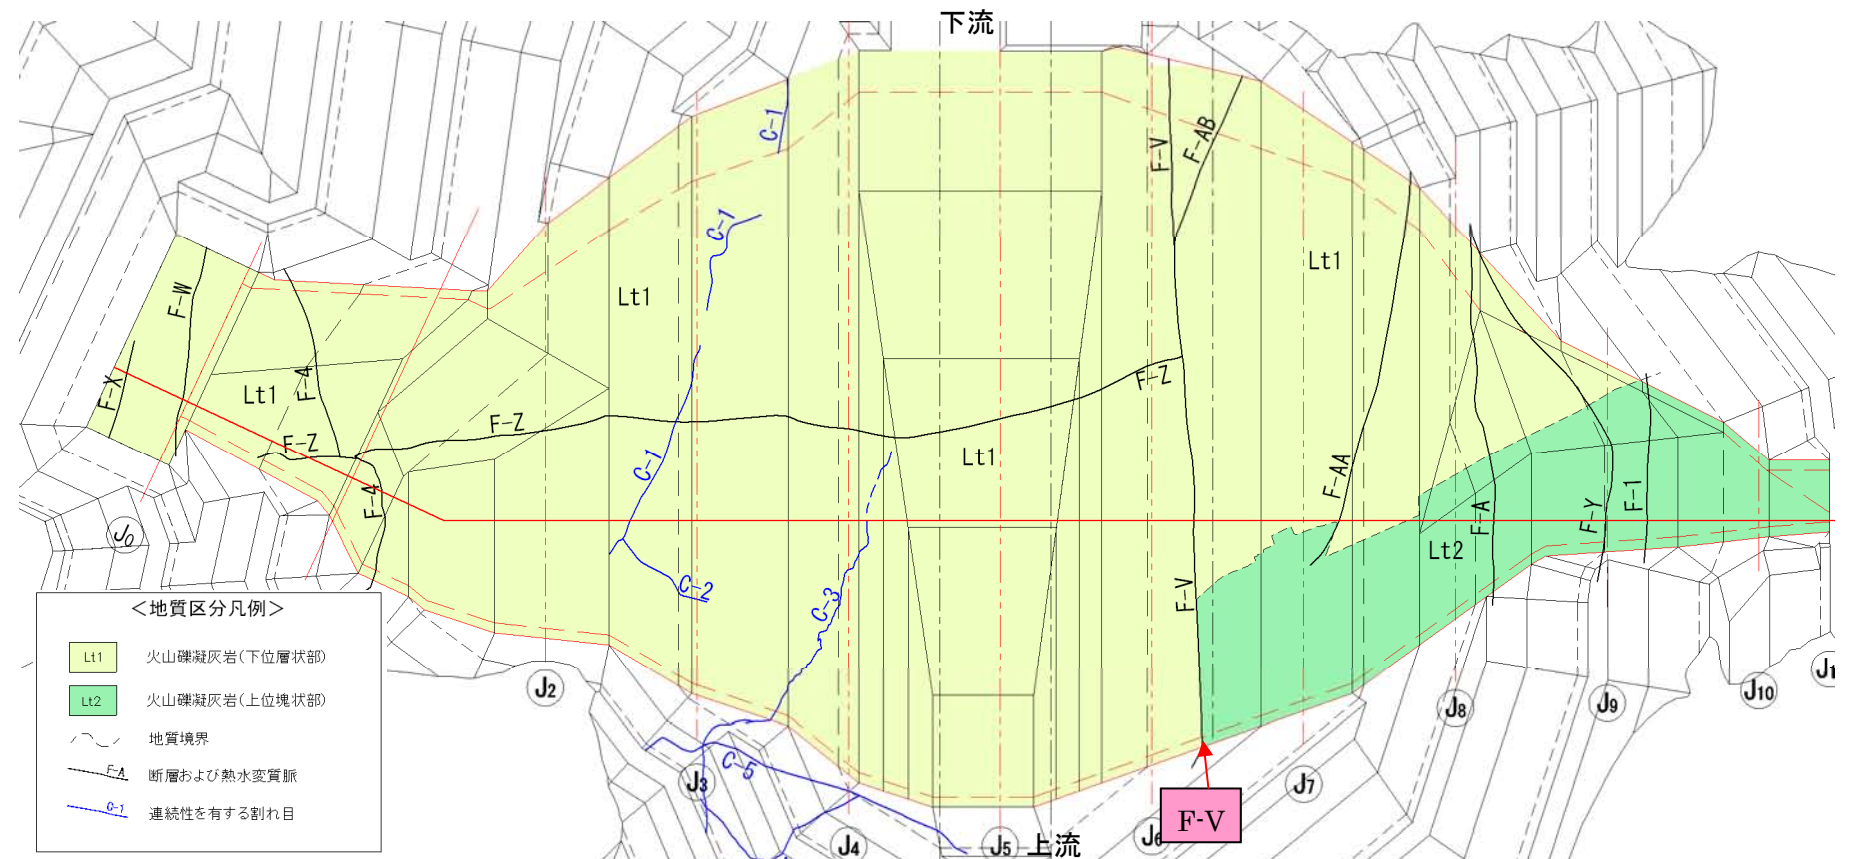 下流
C-1
F-V
F-AB
C-1
Lt1
Lt1
F-W
F-X
Lt1
F-4
F-Z
F-Z
F-Z
C-1
Lt1
F-AA
F-4
F-A
F-Y
F-1
Lt2
J0
C-2
C-3
F-V
<地質区分凡例>
Lt1 火山礫凝灰岩(下位層状部)
Lt2 火山礫凝灰岩(上位塊状部)
地質境界
F-A 断層および熱水変質脈
C-1 連続性を有する割れ目
J2
J3
C-5
J4
J5
上流
J6
F-V
J7
J8
J9
J10